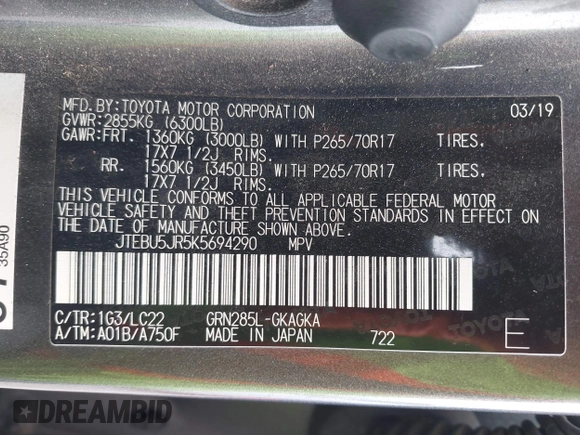 MFD.BY:TOYOTA MOTOR CORPORATION 03/19
GVWR:2855KG (6300LB)
GAWR:FRT. 1360KG (3000LB) WITH P265/70R17 TIRES.
17X7 1/2J RIMS.
RR. 1560KG (3450LB) WITH P265/70R17 TIRES.
17X7 1/2J RIMS.
THIS VEHICLE CONFORMS TO ALL APPLICABLE FEDERAL MOTOR
VEHICLE SAFETY AND THEFT PREVENTION STANDARDS IN EFFECT ON
THE DATE OF MANUFACTURE SHOWN ABOVE.
JTEBU5JR5K5694290 MPV
C/TR:1G3/LC22 GRN285L-GKAGKA
A/TM:A01B/A750F MADE IN JAPAN 722 E
35A90
DREAMBID